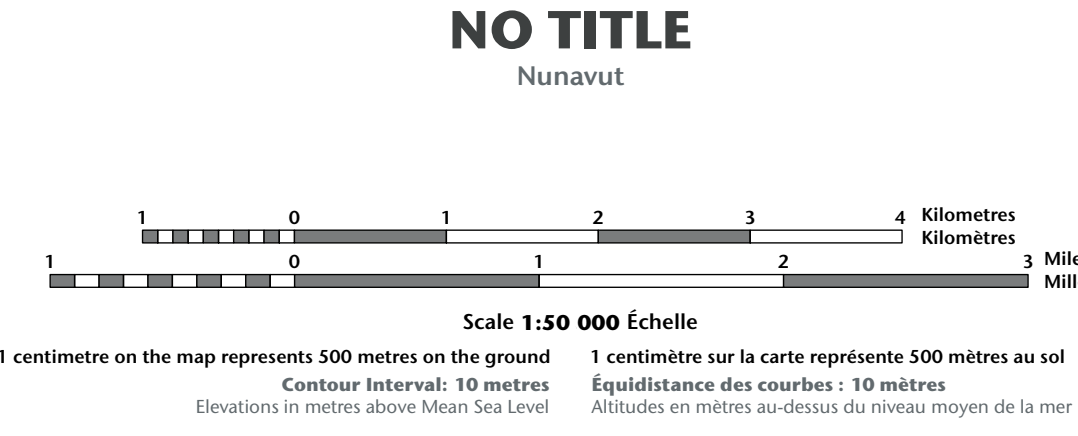 NO TITLE
Nunavut
1 0 1 2 3 4 Kilometres
Kilomètres
1 0 1 2 3
Scale 1:50 000 Échelle
1 centimetre on the map represents 500 metres on the ground
1 centimètre sur la carte représente 500 mètres au sol
Contour Interval: 10 metres
Équidistance des courbes : 10 mètres
Elevations in metres above Mean Sea Level
Altitudes en mètres au-dessus du niveau moyen de la mer